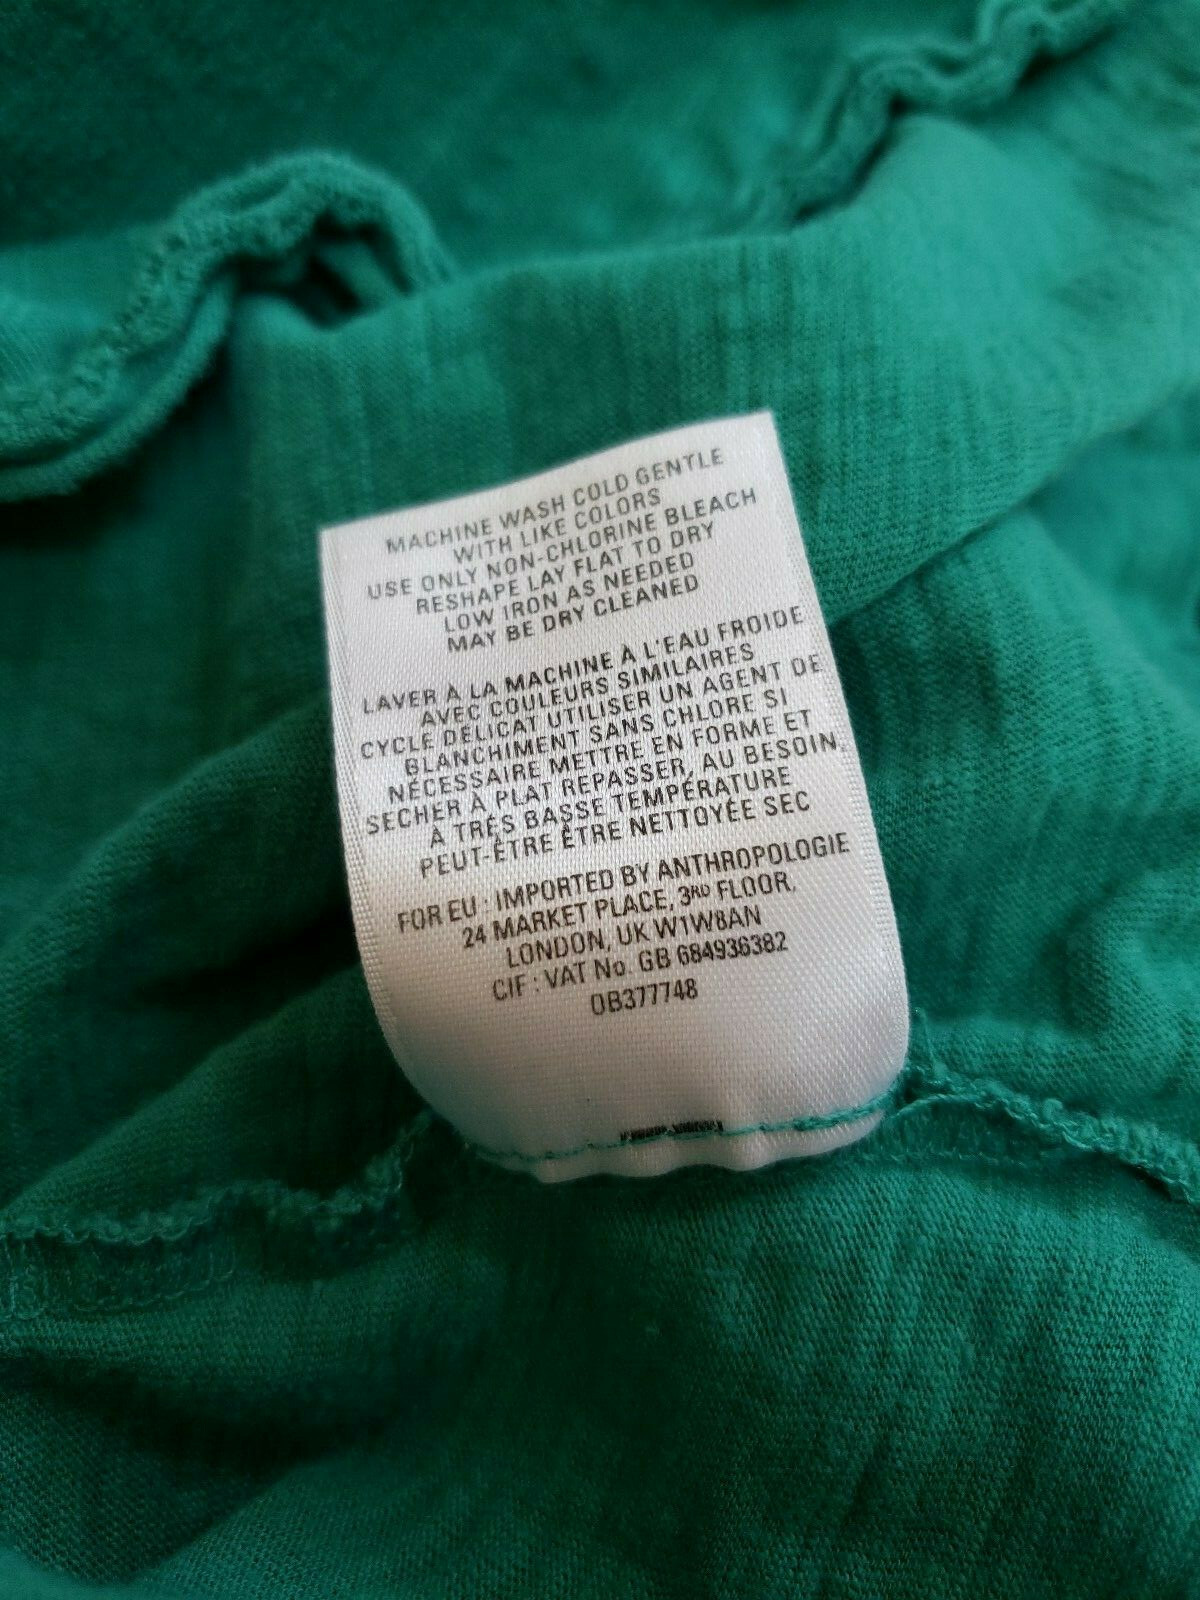 MACHINE WASH COLD GENTLE
WITH LIKE COLORS
USE ONLY NON-CHLORINE BLEACH
RESHAPE LAY FLAT TO DRY
LOW IRON AS NEEDED
MAY BE DRY CLEANED
LAVER A LA MACHINE À L'EAU FROIDE
AVEC COULEURS SIMILAIRES
CYCLE DÉLICAT UTILISER UN AGENT DE
BLANCHIMENT SANS CHLORE SI
NÉCESSAIRE METTRE EN FORME ET
SECHER À PLAT REPASSER, AU BESOIN,
À TRÈS BASSE TEMPÉRATURE
PEUT-ÊTRE ÊTRE NETTOYÉE SEC
FOR EU : IMPORTED BY ANTHROPOLOGIE
24 MARKET PLACE, 3RD FLOOR,
LONDON, UK W1W8AN
CIF : VAT No. GB 684936382
OB377748